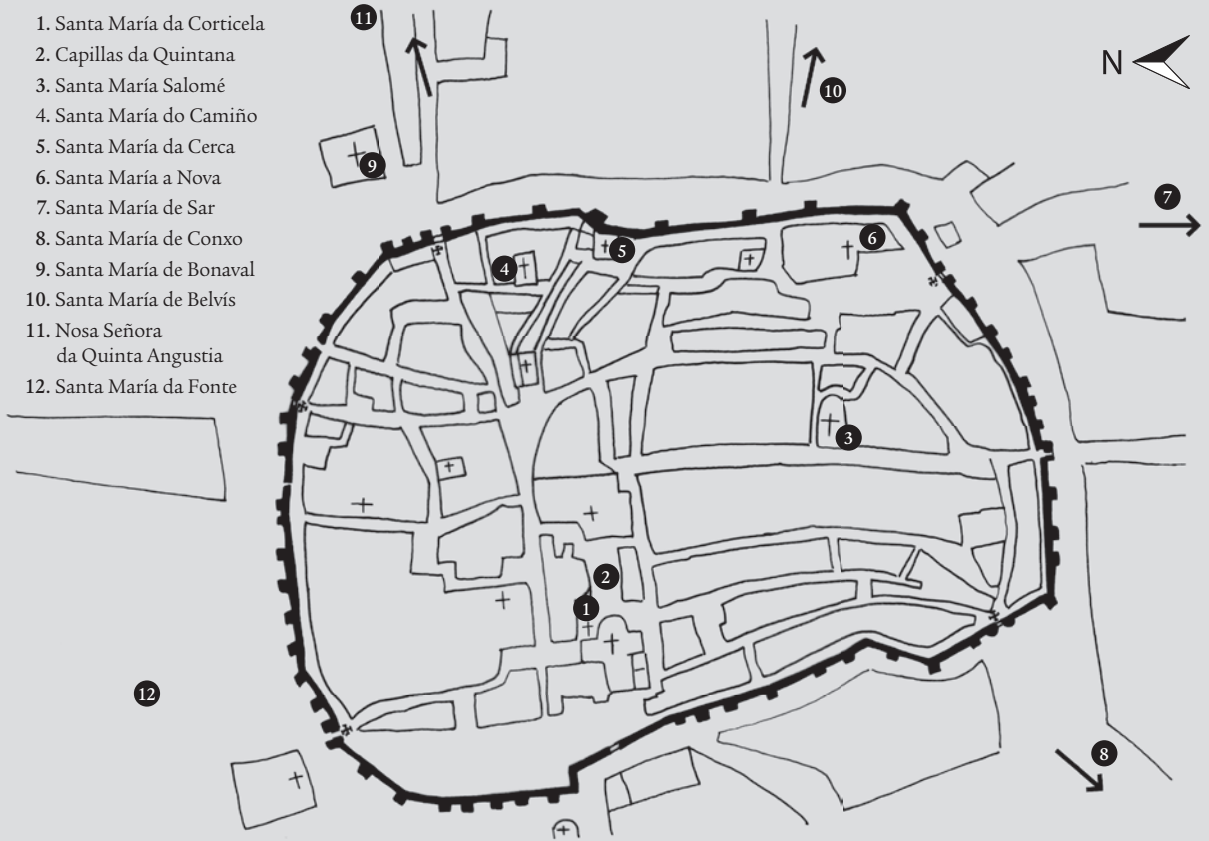 1. Santa María da Corticela
2. Capillas da Quintana
3. Santa María Salomé
4. Santa María do Camiño
5. Santa María da Cerca
6. Santa María a Nova
7. Santa María de Sar
8. Santa María de Conxo
9. Santa María de Bonaval
10. Santa María de Belvís
11. Nosa Señora
da Quinta Angustia
12. Santa María da Fonte
11
N
10
9
7
6
5
4
3
2
1
12
8